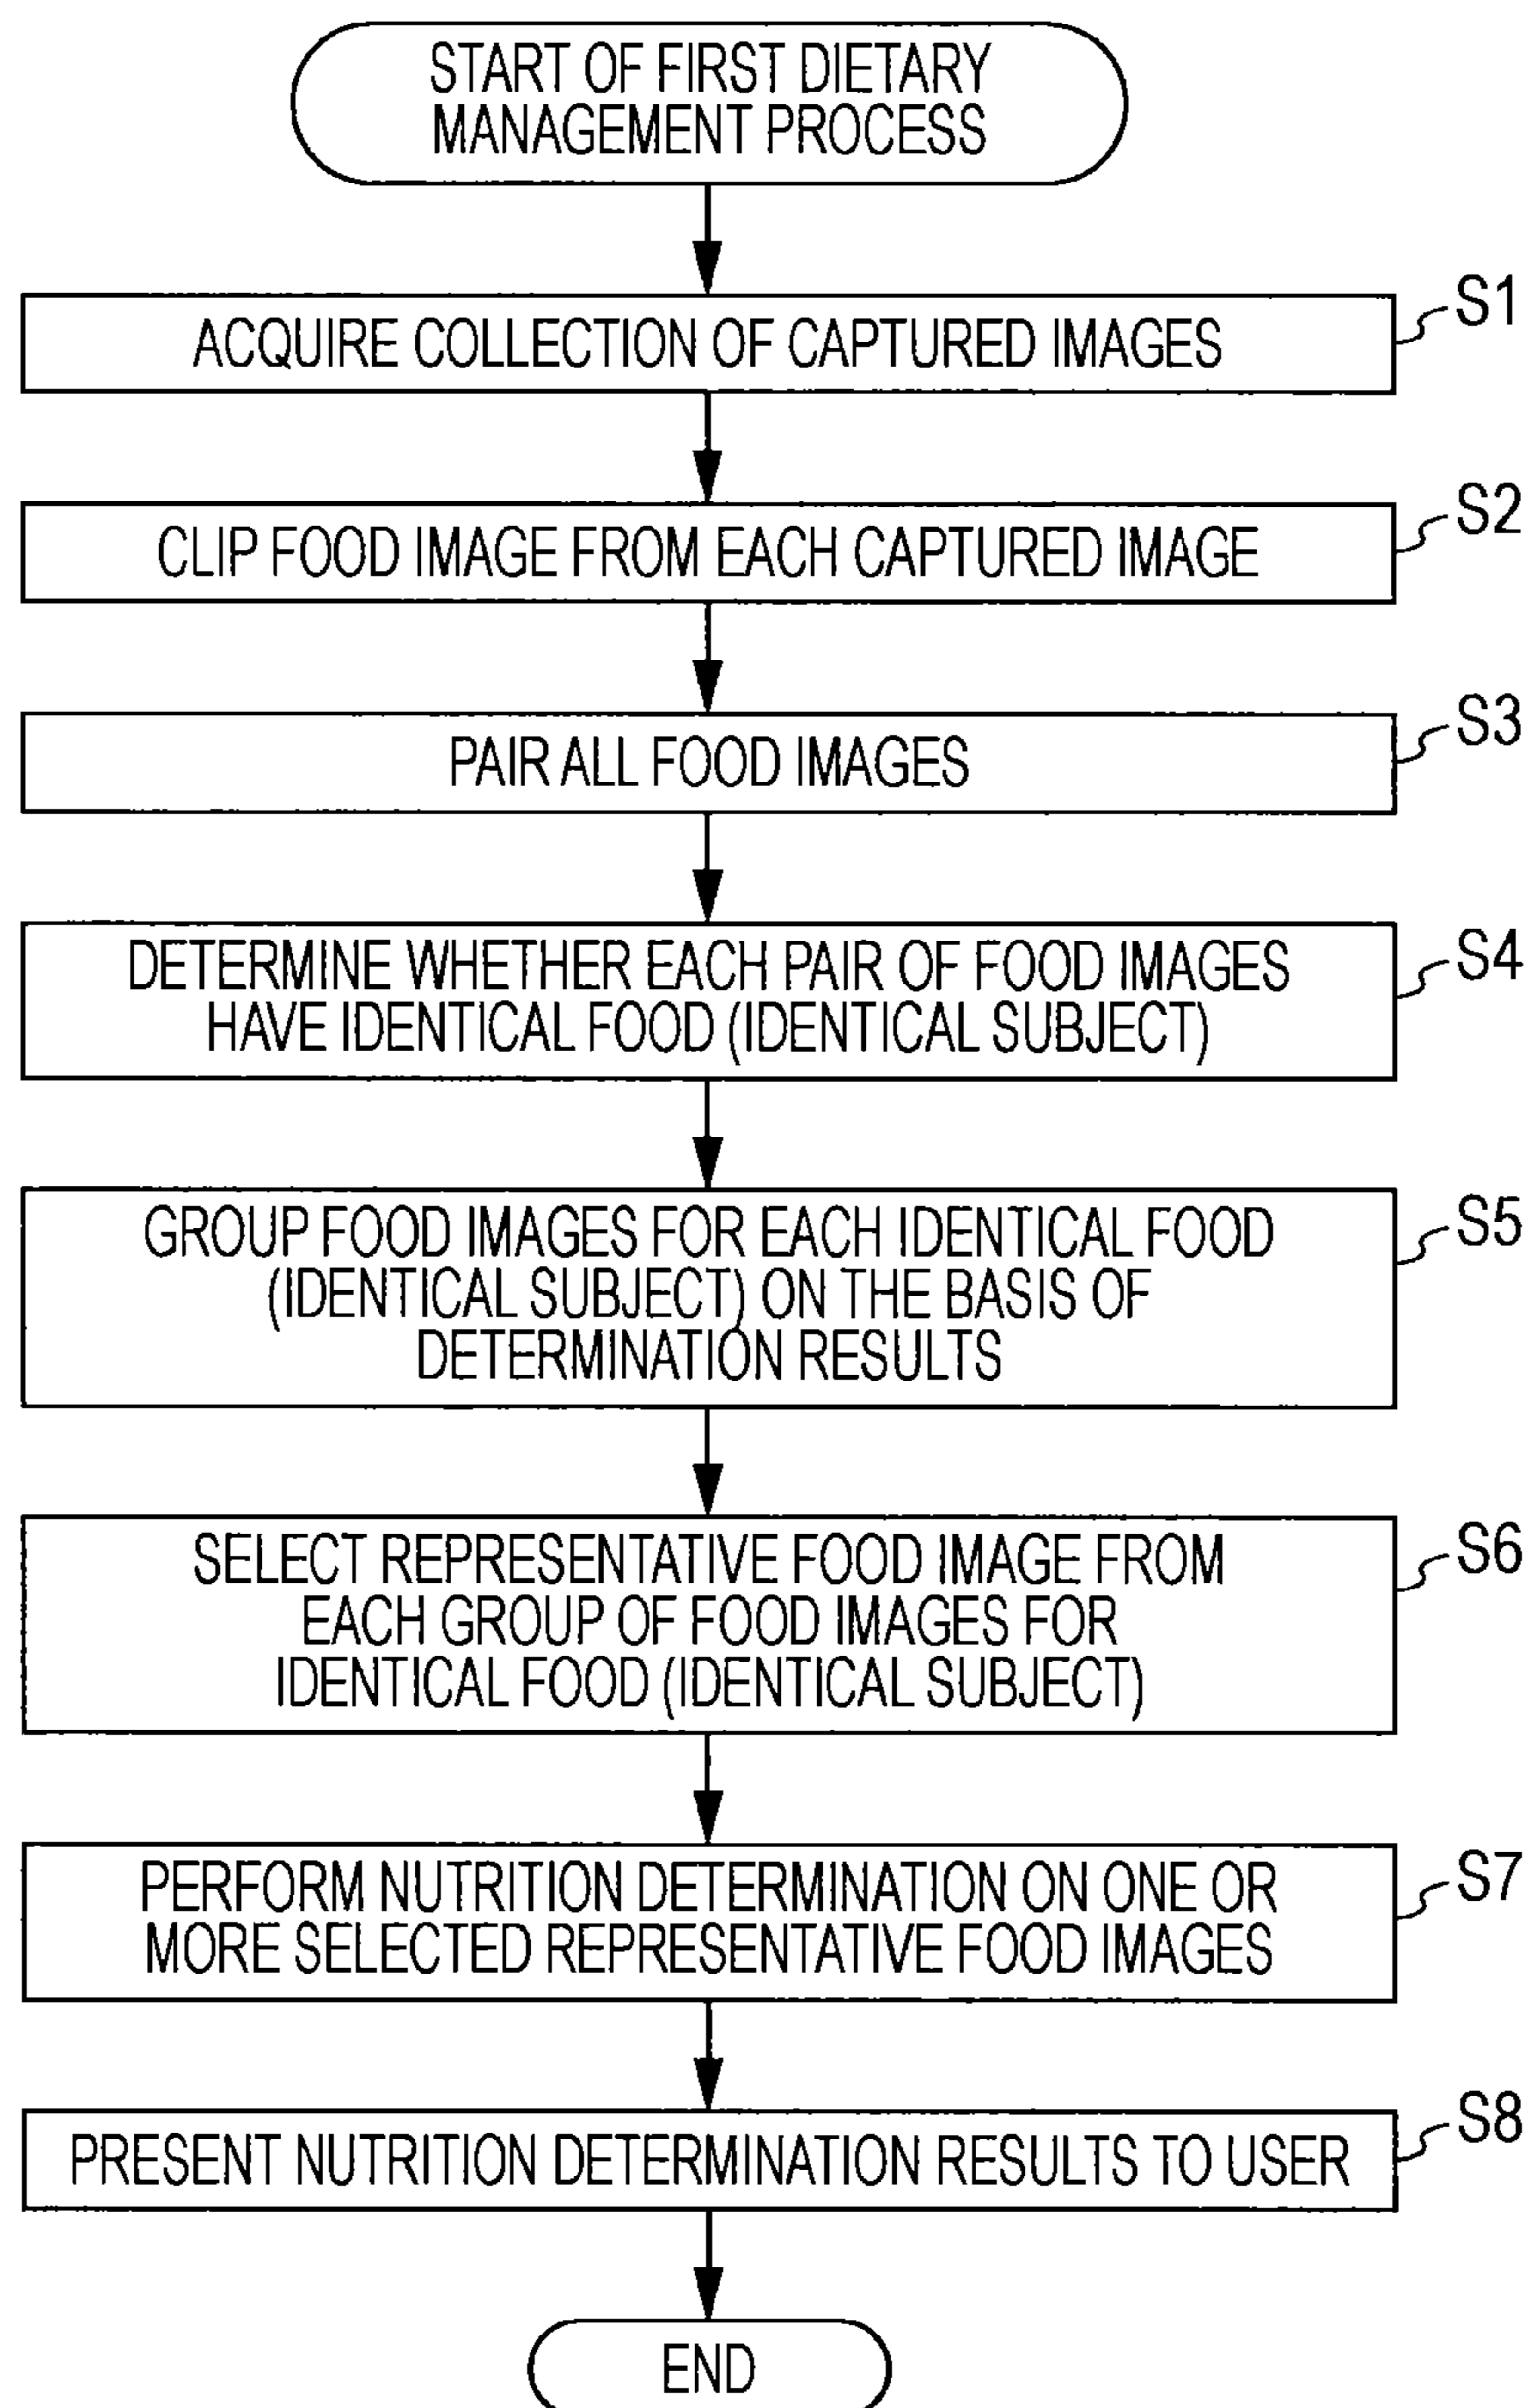 START OF FIRST DIETARY
MANAGEMENT PROCESS
S1
ACQUIRE COLLECTION OF CAPTURED IMAGES
S2
CLIP FOOD IMAGE FROM EACH CAPTURED IMAGE
S3
PAIR ALL FOOD IMAGES
S4
DETERMINE WHETHER EACH PAIR OF FOOD IMAGES
HAVE IDENTICAL FOOD (IDENTICAL SUBJECT)
S5
GROUP FOOD IMAGES FOR EACH IDENTICAL FOOD
(IDENTICAL SUBJECT) ON THE BASIS OF
DETERMINATION RESULTS
S6
SELECT REPRESENTATIVE FOOD IMAGE FROM
EACH GROUP OF FOOD IMAGES FOR
IDENTICAL FOOD (IDENTICAL SUBJECT)
S7
PERFORM NUTRITION DETERMINATION ON ONE OR
MORE SELECTED REPRESENTATIVE FOOD IMAGES
S8
PRESENT NUTRITION DETERMINATION RESULTS TO USER
END